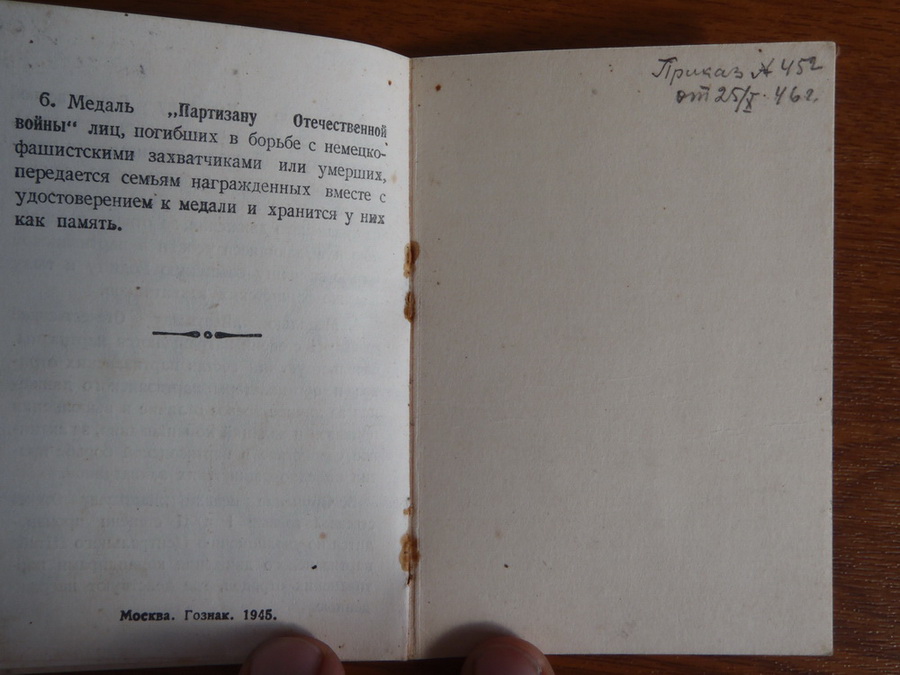 6. Медаль „Партизану Отечественной
войны“ лиц, погибших в борьбе с немецко-
фашистскими захватчиками или умерших,
передается семьям награжденных вместе с
удостоверением к медали и хранится у них
как память.
Москва. Гознак. 1945.
Приказ № 452
от 25/X-46г.